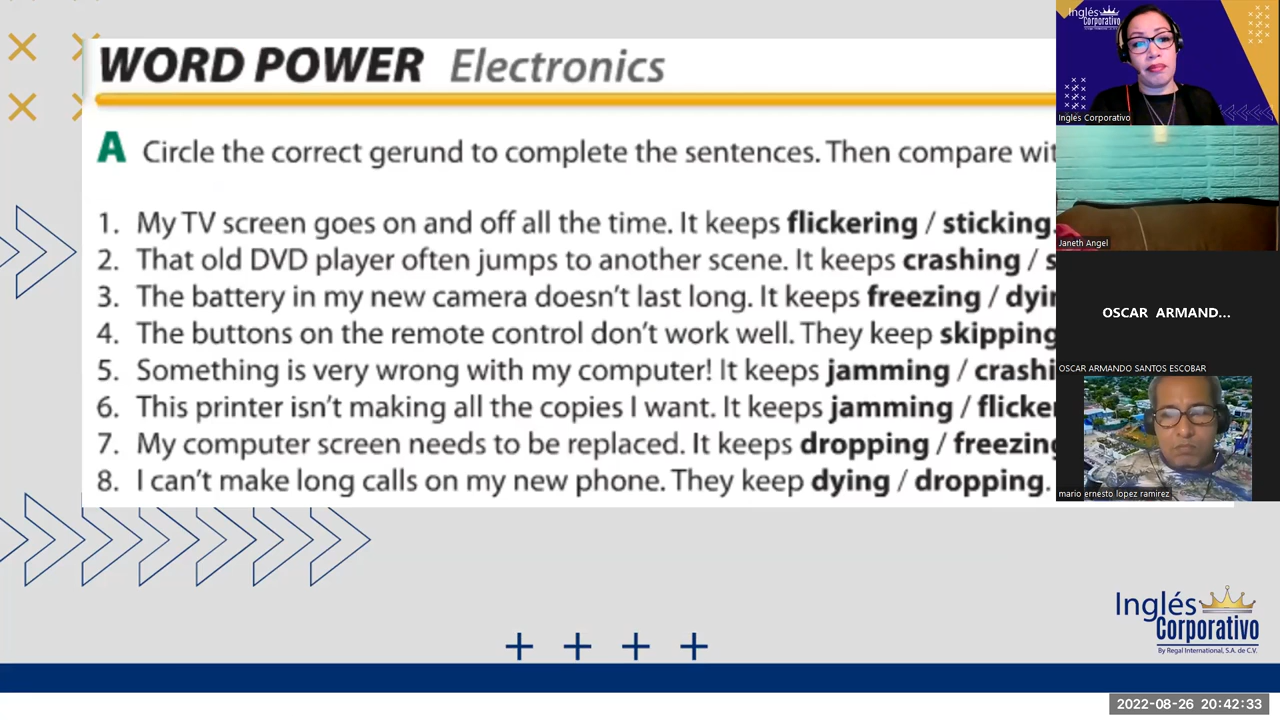 WORD POWER Electronics
A Circle the correct gerund to complete the sentences. Then compare
1. My TV screen goes on and off all the time. It keeps flickering / sticking.
2. That old DVD player often jumps to another scene. It keeps crashing /
3. The battery in my new camera doesn't last long. It keeps freezing /
4. The buttons on the remote control don't work well. They keep skipping
5. Something is very wrong with my computer! It keeps jamming /
6. This printer isn't making all the copies I want. It keeps jamming /
7. My computer screen needs to be replaced. It keeps dropping / freezing
8. I can't make long calls on my new phone. They keep dying / dropping.
Inglés
Corporativo
Ingles Corporativo
Janeth Angel
OSCAR ARMAND...
OSCAR ARMANDO SANTOS ESCOBAR
mario ernesto lopez ramirez
Inglés
Corporativo
By Regal International, S.A. de C.V.
2022-08-26 20:42:33